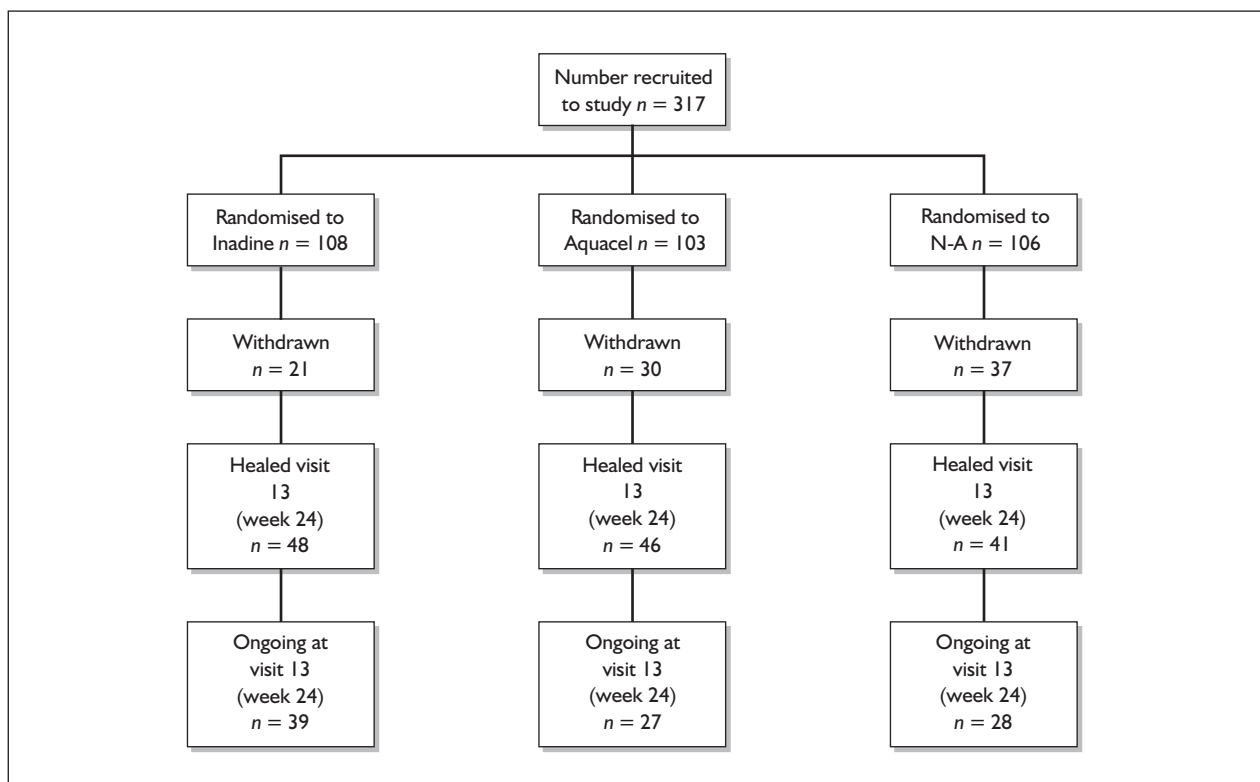 Number recruited
to study n = 317
Randomised to
Inadine n = 108
Randomised to
Aquacel n = 103
Randomised to
N-A n = 106
Withdrawn
n = 21
Withdrawn
n = 30
Withdrawn
n = 37
Healed visit
13
(week 24)
n = 48
Healed visit
13
(week 24)
n = 46
Healed visit
13
(week 24)
n = 41
Ongoing at
visit 13
(week 24)
n = 39
Ongoing at
visit 13
(week 24)
n = 27
Ongoing at
visit 13
(week 24)
n = 28